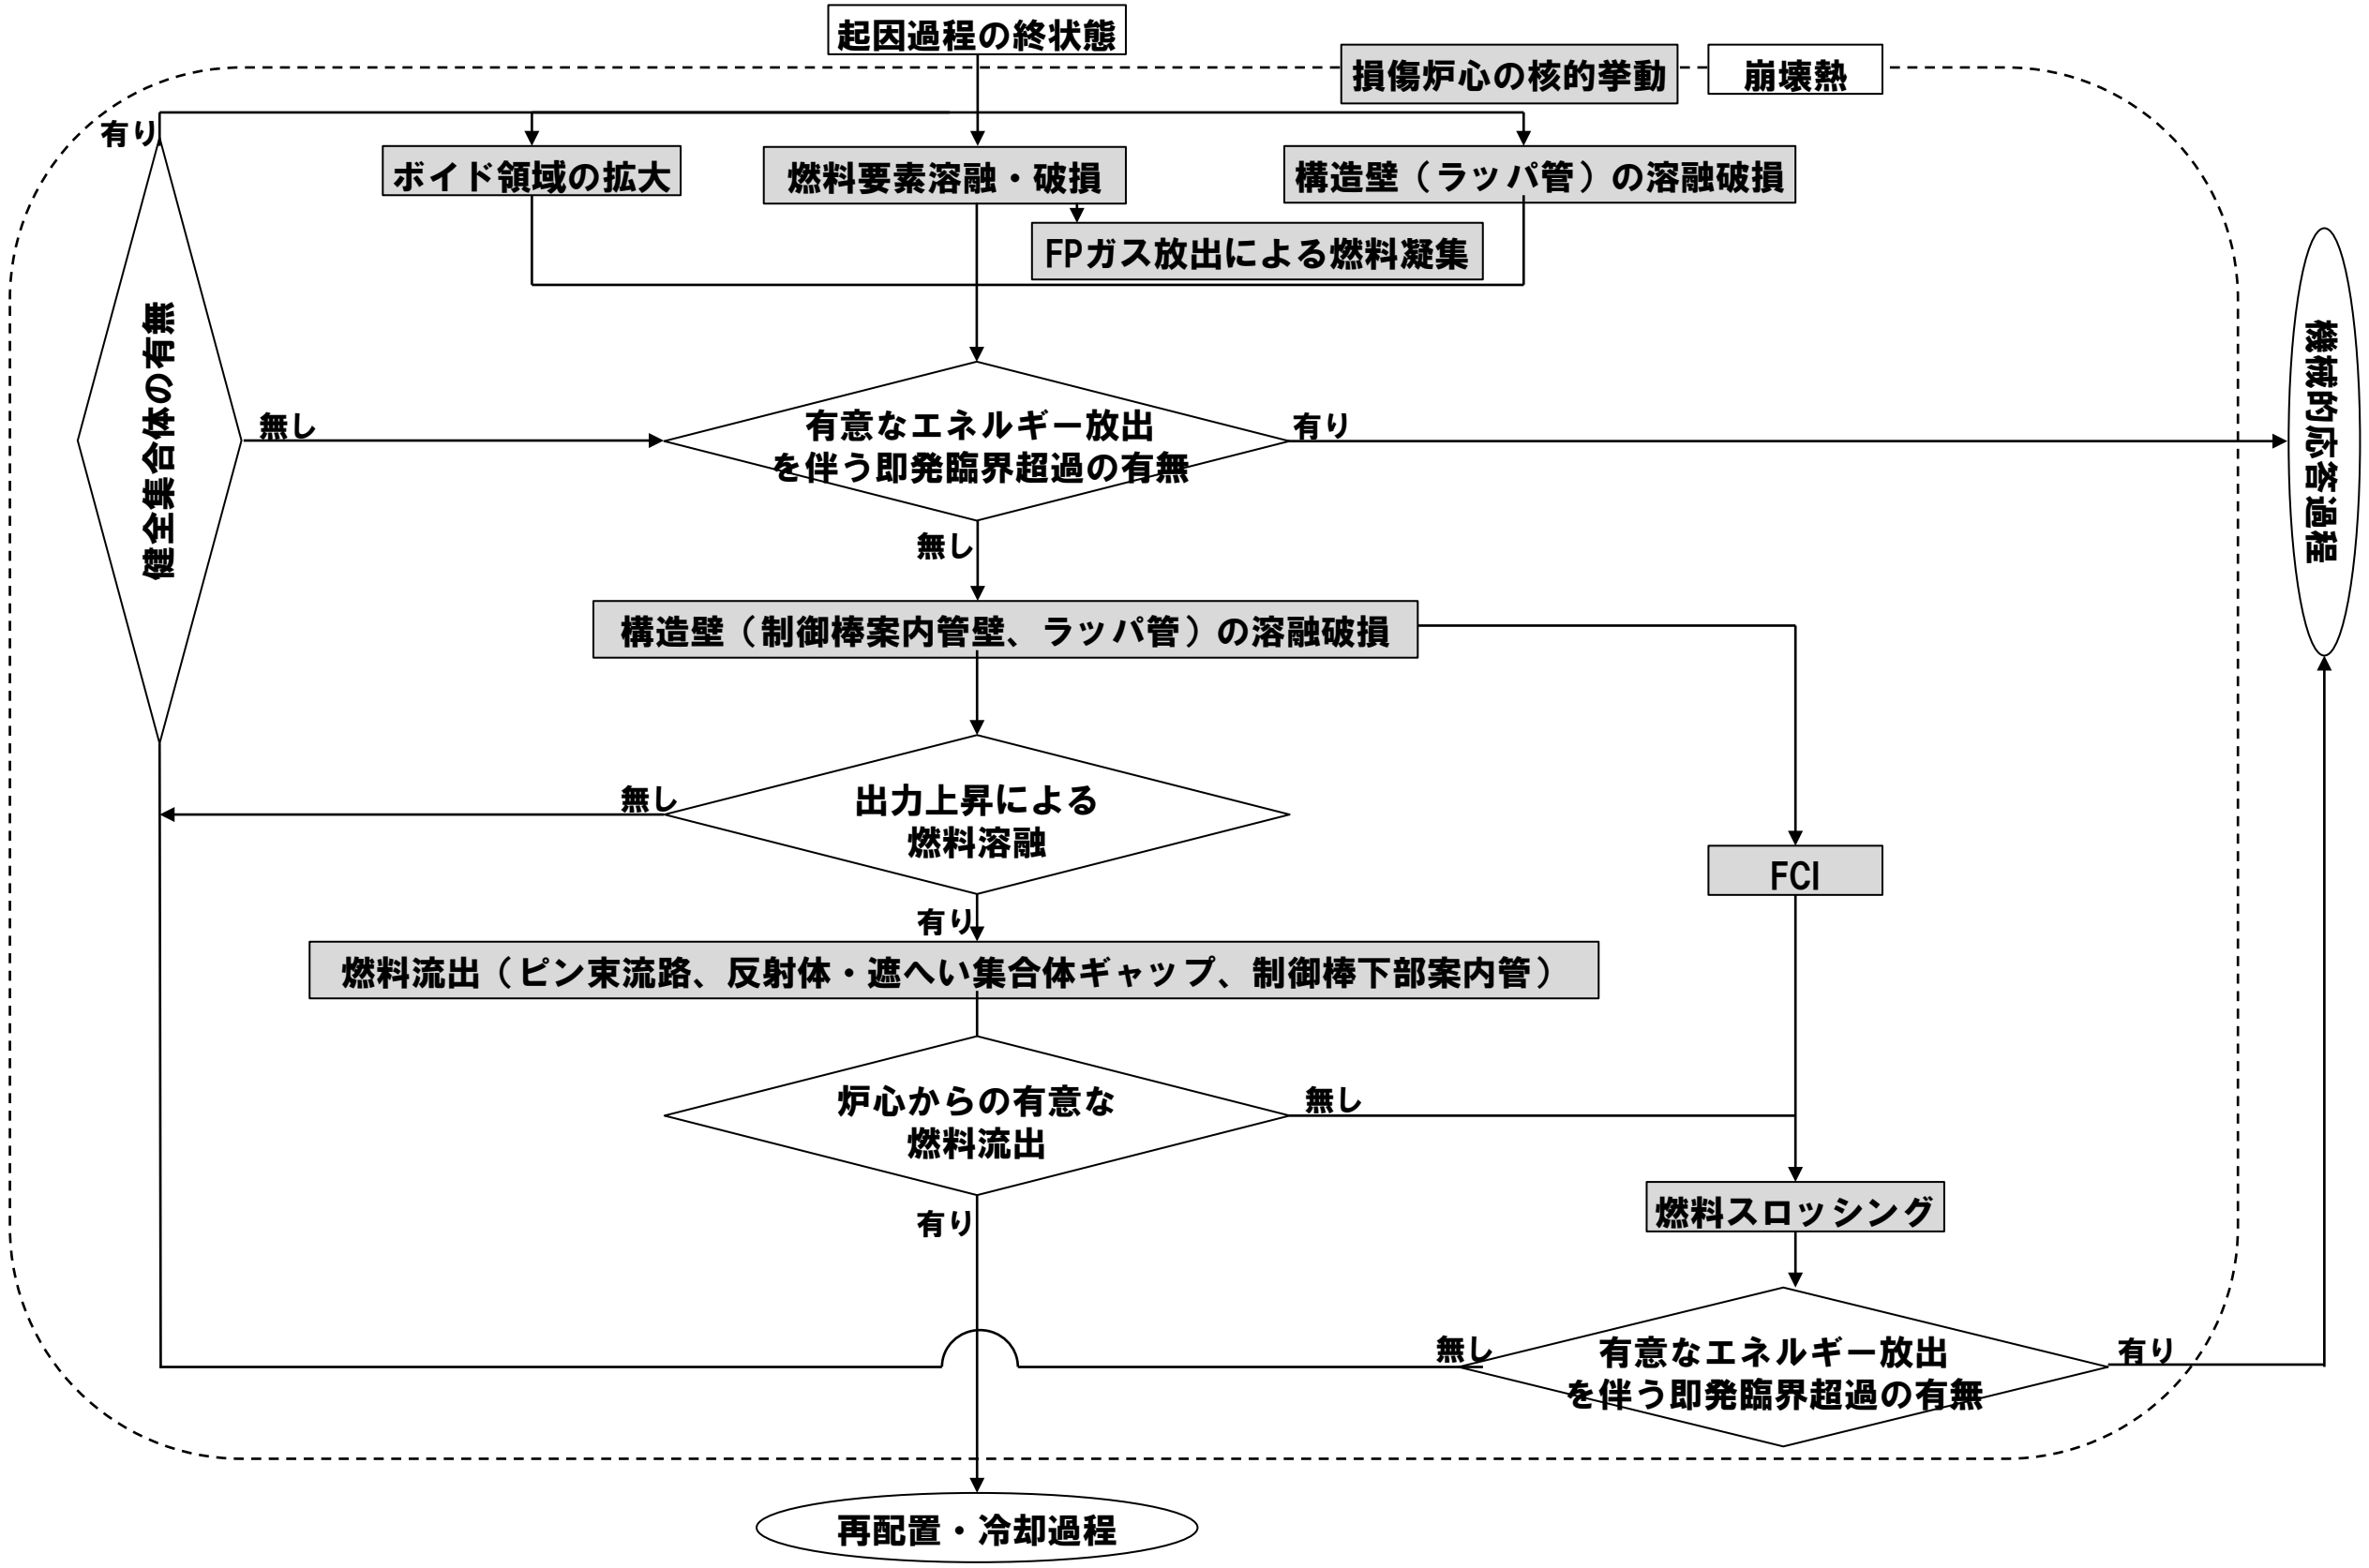 起因過程の終状態
損傷炉心の核的挙動
崩壊熱
有り
ボイド領域の拡大
燃料要素溶融・破損
構造壁（ラッパ管）の溶融破損
FPガス放出による燃料凝集
健全集合体の有無
機械的応答過程
無し
有意なエネルギー放出
を伴う即発臨界超過の有無
有り
無し
構造壁（制御棒案内管壁、ラッパ管）の溶融破損
無し
出力上昇による
燃料溶融
FCI
有り
燃料流出（ピン束流路、反射体・遮へい集合体ギャップ、制御棒下部案内管）
炉心からの有意な
燃料流出
無し
有り
燃料スロッシング
無し
有意なエネルギー放出
を伴う即発臨界超過の有無
有り
再配置・冷却過程